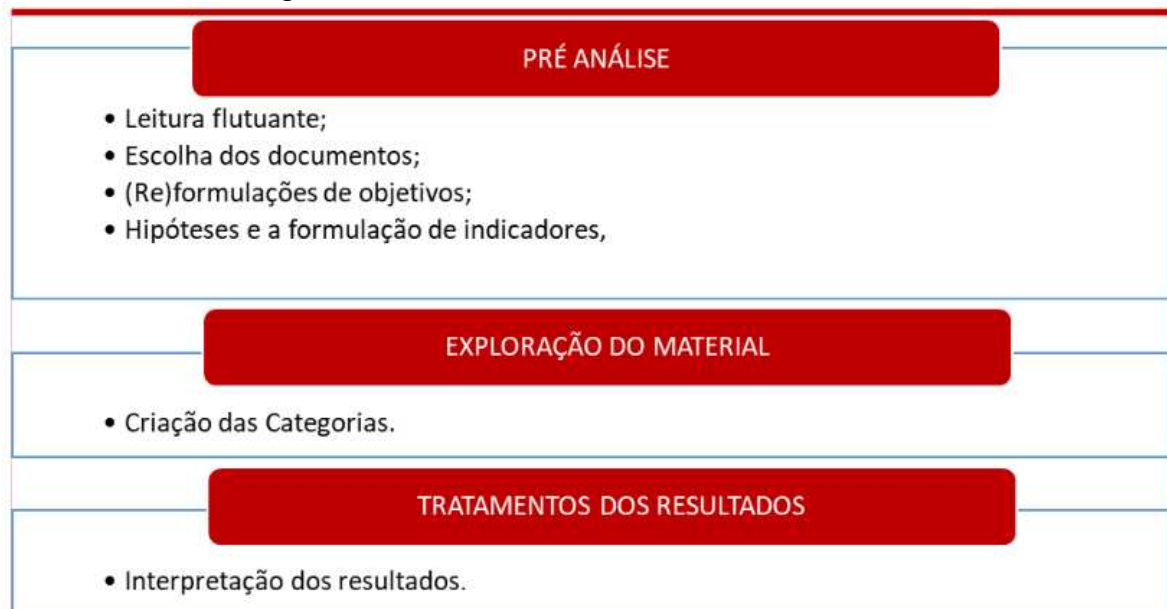 PRÉ ANÁLISE
• Leitura flutuante;
• Escolha dos documentos;
• (Re)formulações de objetivos;
• Hipóteses e a formulação de indicadores,
EXPLORAÇÃO DO MATERIAL
• Criação das Categorias.
TRATAMENTOS DOS RESULTADOS
• Interpretação dos resultados.